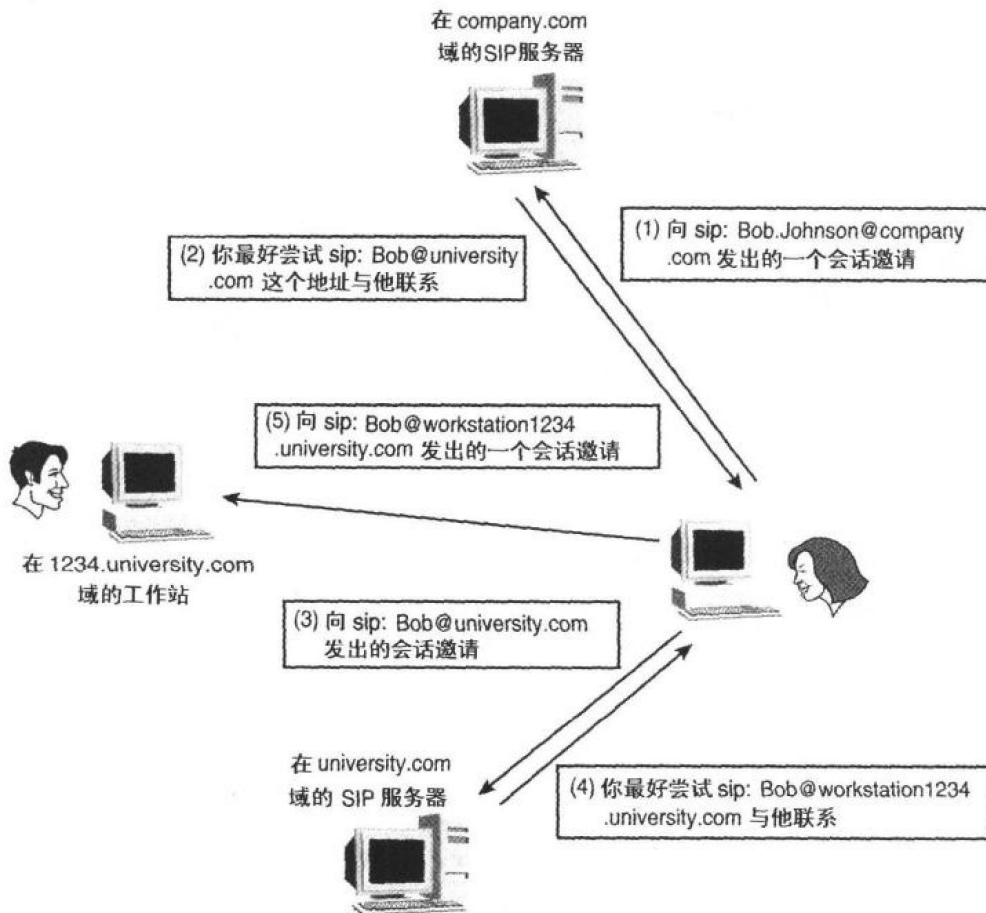 在 company.com
域的SIP服务器
(1) 向 sip: Bob.Johnson@company
.com 发出的一个会话邀请
(2) 你最好尝试 sip: Bob@university
.com 这个地址与他联系
(5) 向 sip: Bob@workstation1234
.university.com 发出的一个会话邀请
在 1234.university.com
域的工作站
(3) 向 sip: Bob@university.com
发出的会话邀请
在 university.com
域的 SIP 服务器
(4) 你最好尝试 sip: Bob@workstation1234
.university.com 与他联系